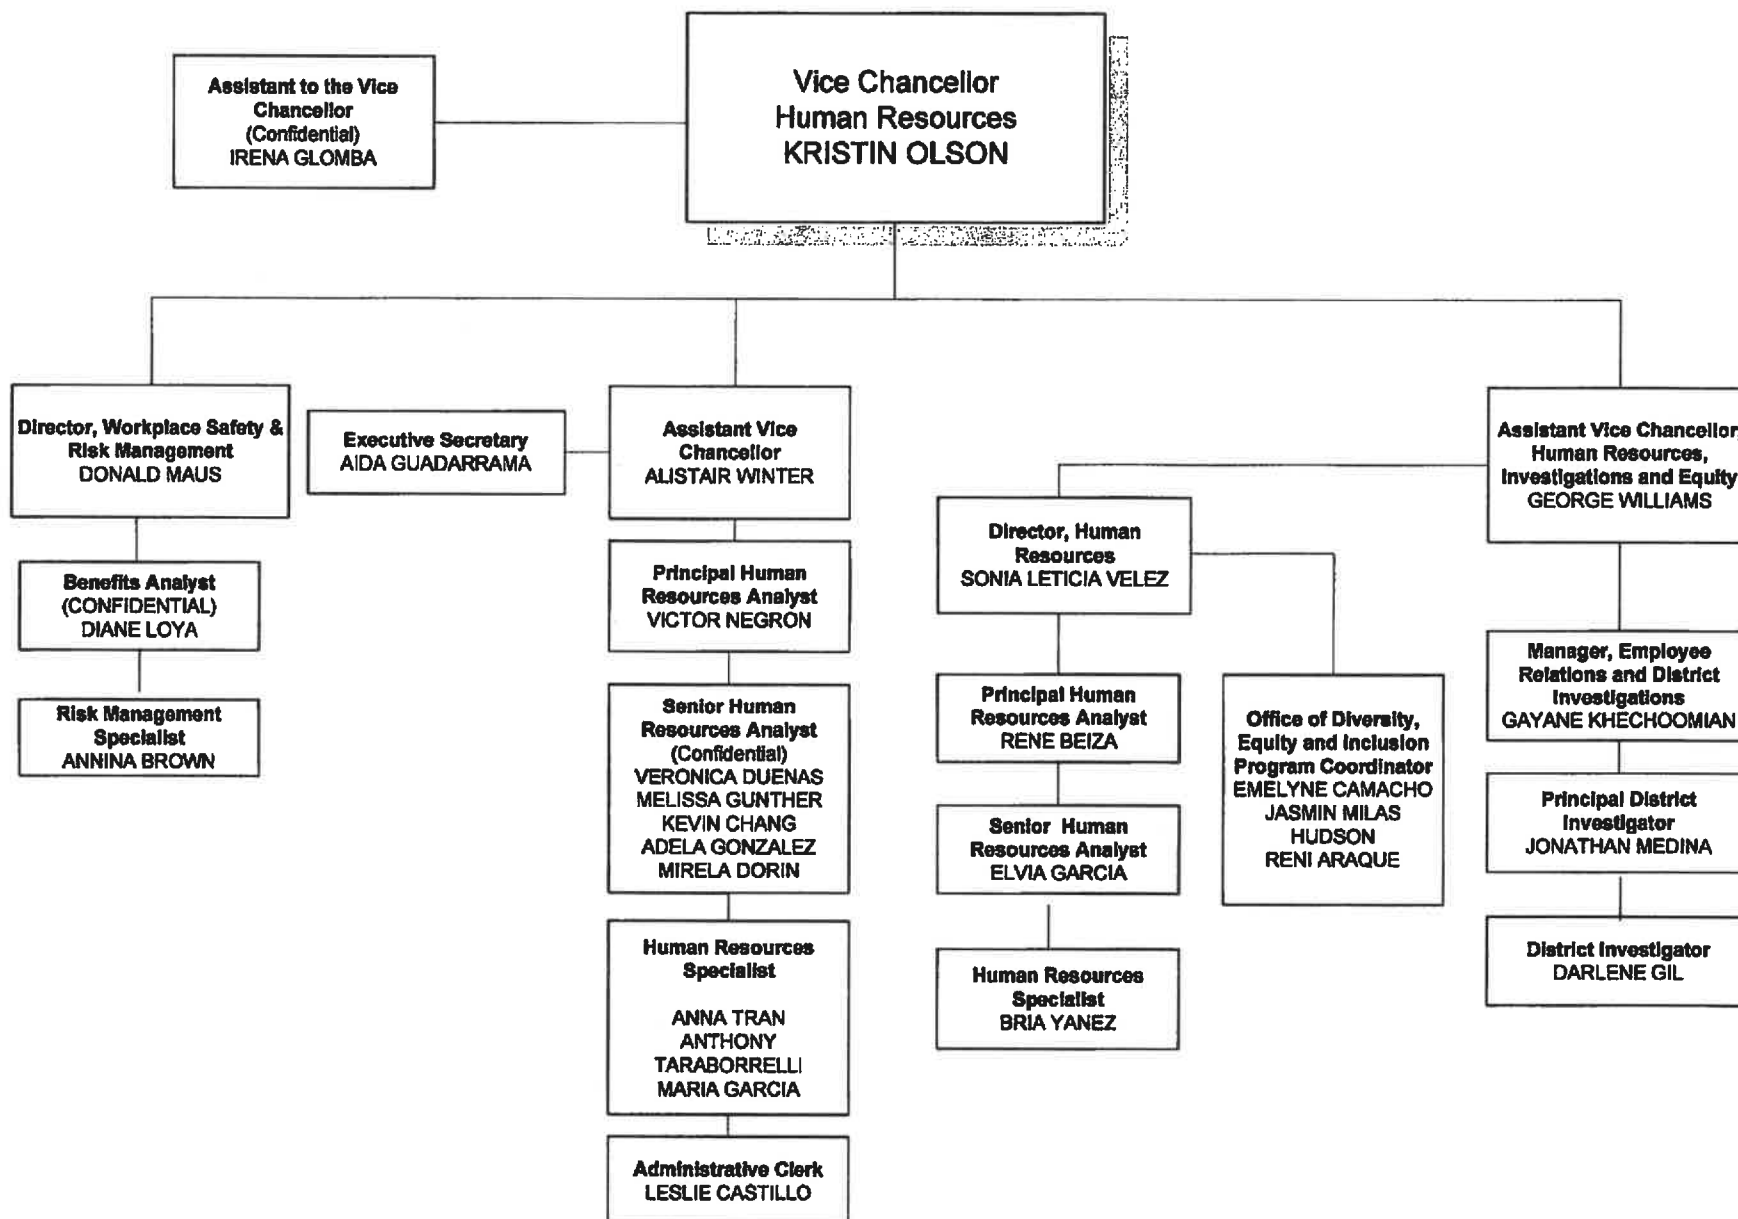 Assistant to the Vice
Chancellor
(Confidential)
IRENA GLOMBA
Vice Chancellor
Human Resources
KRISTIN OLSON
Director, Workplace Safety &
Risk Management
DONALD MAUS
Benefits Analyst
(CONFIDENTIAL)
DIANE LOYA
Risk Management
Specialist
ANNINA BROWN
Executive Secretary
AIDA GUADARRAMA
Assistant Vice
Chancellor
ALISTAIR WINTER
Principal Human
Resources Analyst
VICTOR NEGRON
Senior Human
Resources Analyst
(Confidential)
VERONICA DUENAS
MELISSA GUNTHER
KEVIN CHANG
ADELA GONZALEZ
MIRELA DORIN
Human Resources
Specialist
ANNA TRAN
ANTHONY
TARABORRELLI
MARIA GARCIA
Administrative Clerk
LESLIE CASTILLO
Director, Human
Resources
SONIA LETICIA VELEZ
Principal Human
Resources Analyst
RENE BEIZA
Senior Human
Resources Analyst
ELVIA GARCIA
Human Resources
Specialist
BRIA YANEZ
Office of Diversity,
Equity and Inclusion
Program Coordinator
EMELYNE CAMACHO
JASMIN MILAS
HUDSON
RENI ARAQUE
Assistant Vice Chancellor,
Human Resources,
Investigations and Equity
GEORGE WILLIAMS
Manager, Employee
Relations and District
Investigations
GAYANE KHECHOOMIAN
Principal District
Investigator
JONATHAN MEDINA
District Investigator
DARLENE GIL